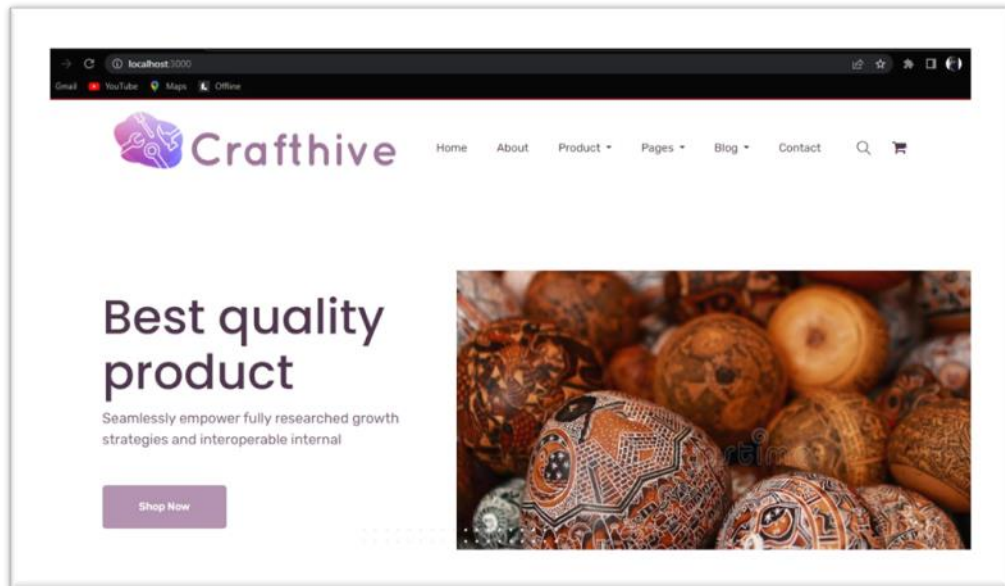 localhost:3000
Gmail YouTube Maps Offline
Crafthive Home About Product Pages Blog Contact
Best quality
product
Seamlessly empower fully researched growth
strategies and interoperable internal
Shop Now